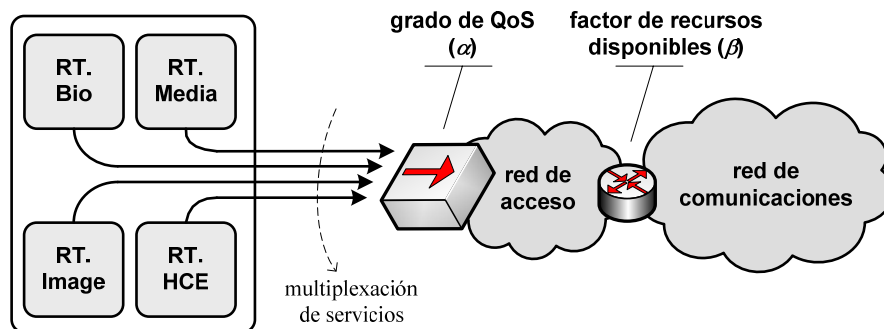 grado de QoS
(α)
factor de recursos
disponibles (β)
RT.
Bio
RT.
Media
RT.
Image
RT.
HCE
red de
acceso
red de
comunicaciones
multiplexación
de servicios